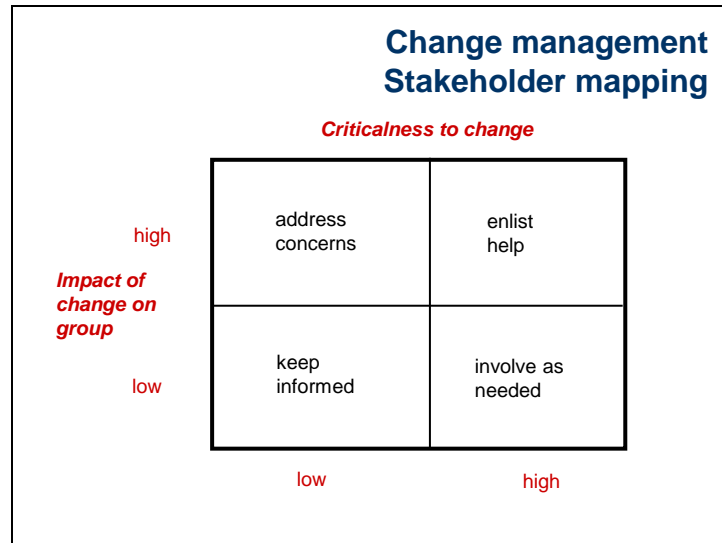 Change management
Stakeholder mapping
Criticalness to change
high
address
concerns
enlist
help
Impact of
change on
group
low
keep
informed
involve as
needed
low
high